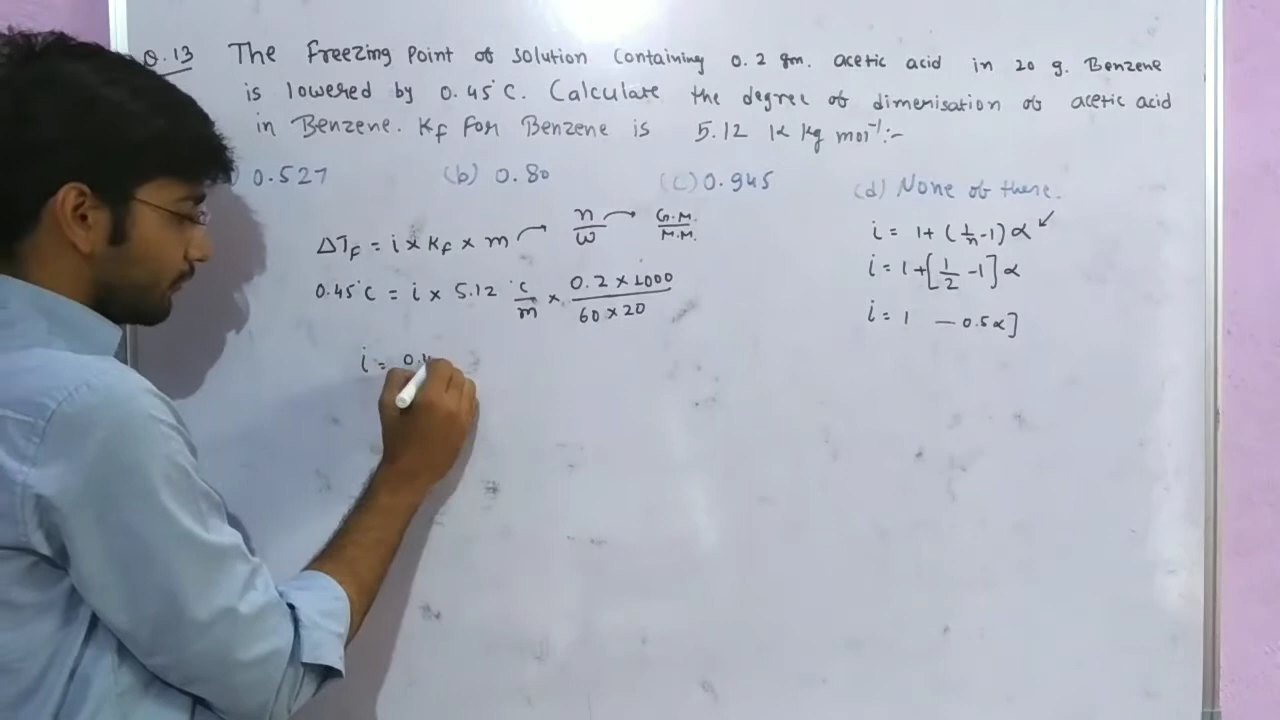 Q.13 The Freezing Point of solution containing 0.2 gm. acetic acid in 20 g. Benzene
is lowered by 0.45°C. Calculate the degree of dimenisation of acetic acid
in Benzene. Kf For Benzene is 5.12 K kg mol⁻¹:-
) 0.527 (b) 0.80 (c) 0.945 (d) None of these.
ΔTF = i × Kf × m → n/w → G.M./M.M.
0.45°C = i × 5.12 °C/m × 0.2 × 1000/60 × 20
i = 0.4
i = 1 + (1/n - 1) α ↙
i = 1 + [1/2 - 1] α
i = 1 - 0.5α]